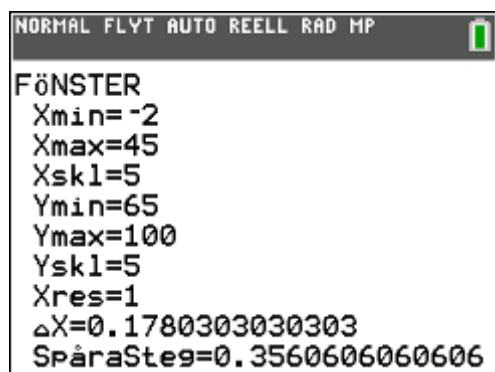 NORMAL FLYT AUTO REELL RAD MP
FöNSTER
Xmin=-2
Xmax=45
Xskl=5
Ymin=65
Ymax=100
Yskl=5
Xres=1
△X=0.1780303030303
SpåraSteg=0.3560606060606